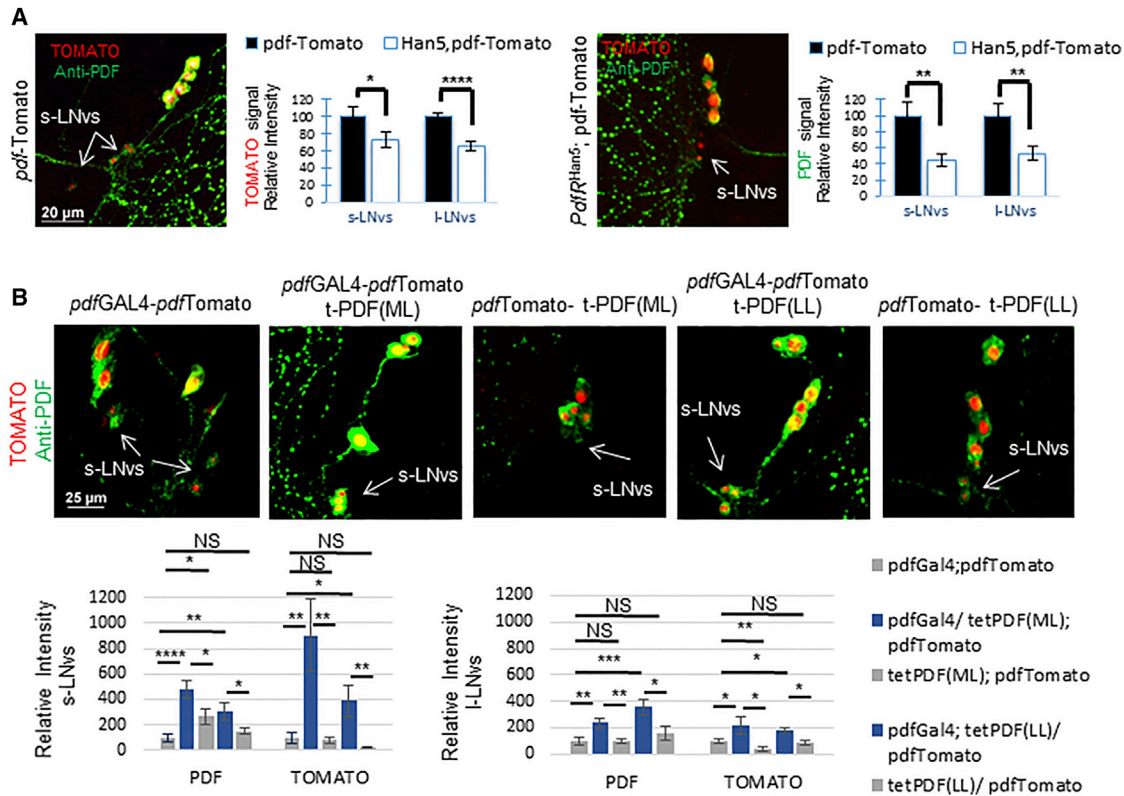 A
TOMATO
Anti-PDF
s-LNvs
20 µm
pdf-Tomato
pdf-Tomato
Han5,pdf-Tomato
TOMATO signal
Relative Intensity
*
****
120
100
80
60
40
20
0
s-LNvs
l-LNvs
TOMATO
Anti-PDF
s-LNvs
PdfR Han5; pdf-Tomato
pdf-Tomato
Han5,pdf-Tomato
PDF signal
Relative Intensity
**
**
120
100
80
60
40
20
0
s-LNvs
l-LNvs
B
pdfGAL4-pdfTomato
pdfGAL4-pdfTomato
t-PDF(ML)
pdfTomato- t-PDF(ML)
pdfGAL4-pdfTomato
t-PDF(LL)
pdfTomato- t-PDF(LL)
TOMATO
Anti-PDF
s-LNvs
25 µm
s-LNvs
s-LNvs
s-LNvs
s-LNvs
Relative Intensity
s-LNvs
1200
1000
800
600
400
200
0
NS
*
**
****
*
*
NS
NS
*
**
**
**
PDF
TOMATO
Relative Intensity
l-LNvs
1200
1000
800
600
400
200
0
NS
NS
***
**
**
*
NS
**
*
*
*
*
PDF
TOMATO
pdfGal4;pdfTomato
pdfGal4/ tetPDF(ML);
pdfTomato
tetPDF(ML); pdfTomato
pdfGal4; tetPDF(LL)/
pdfTomato
tetPDF(LL)/ pdfTomato